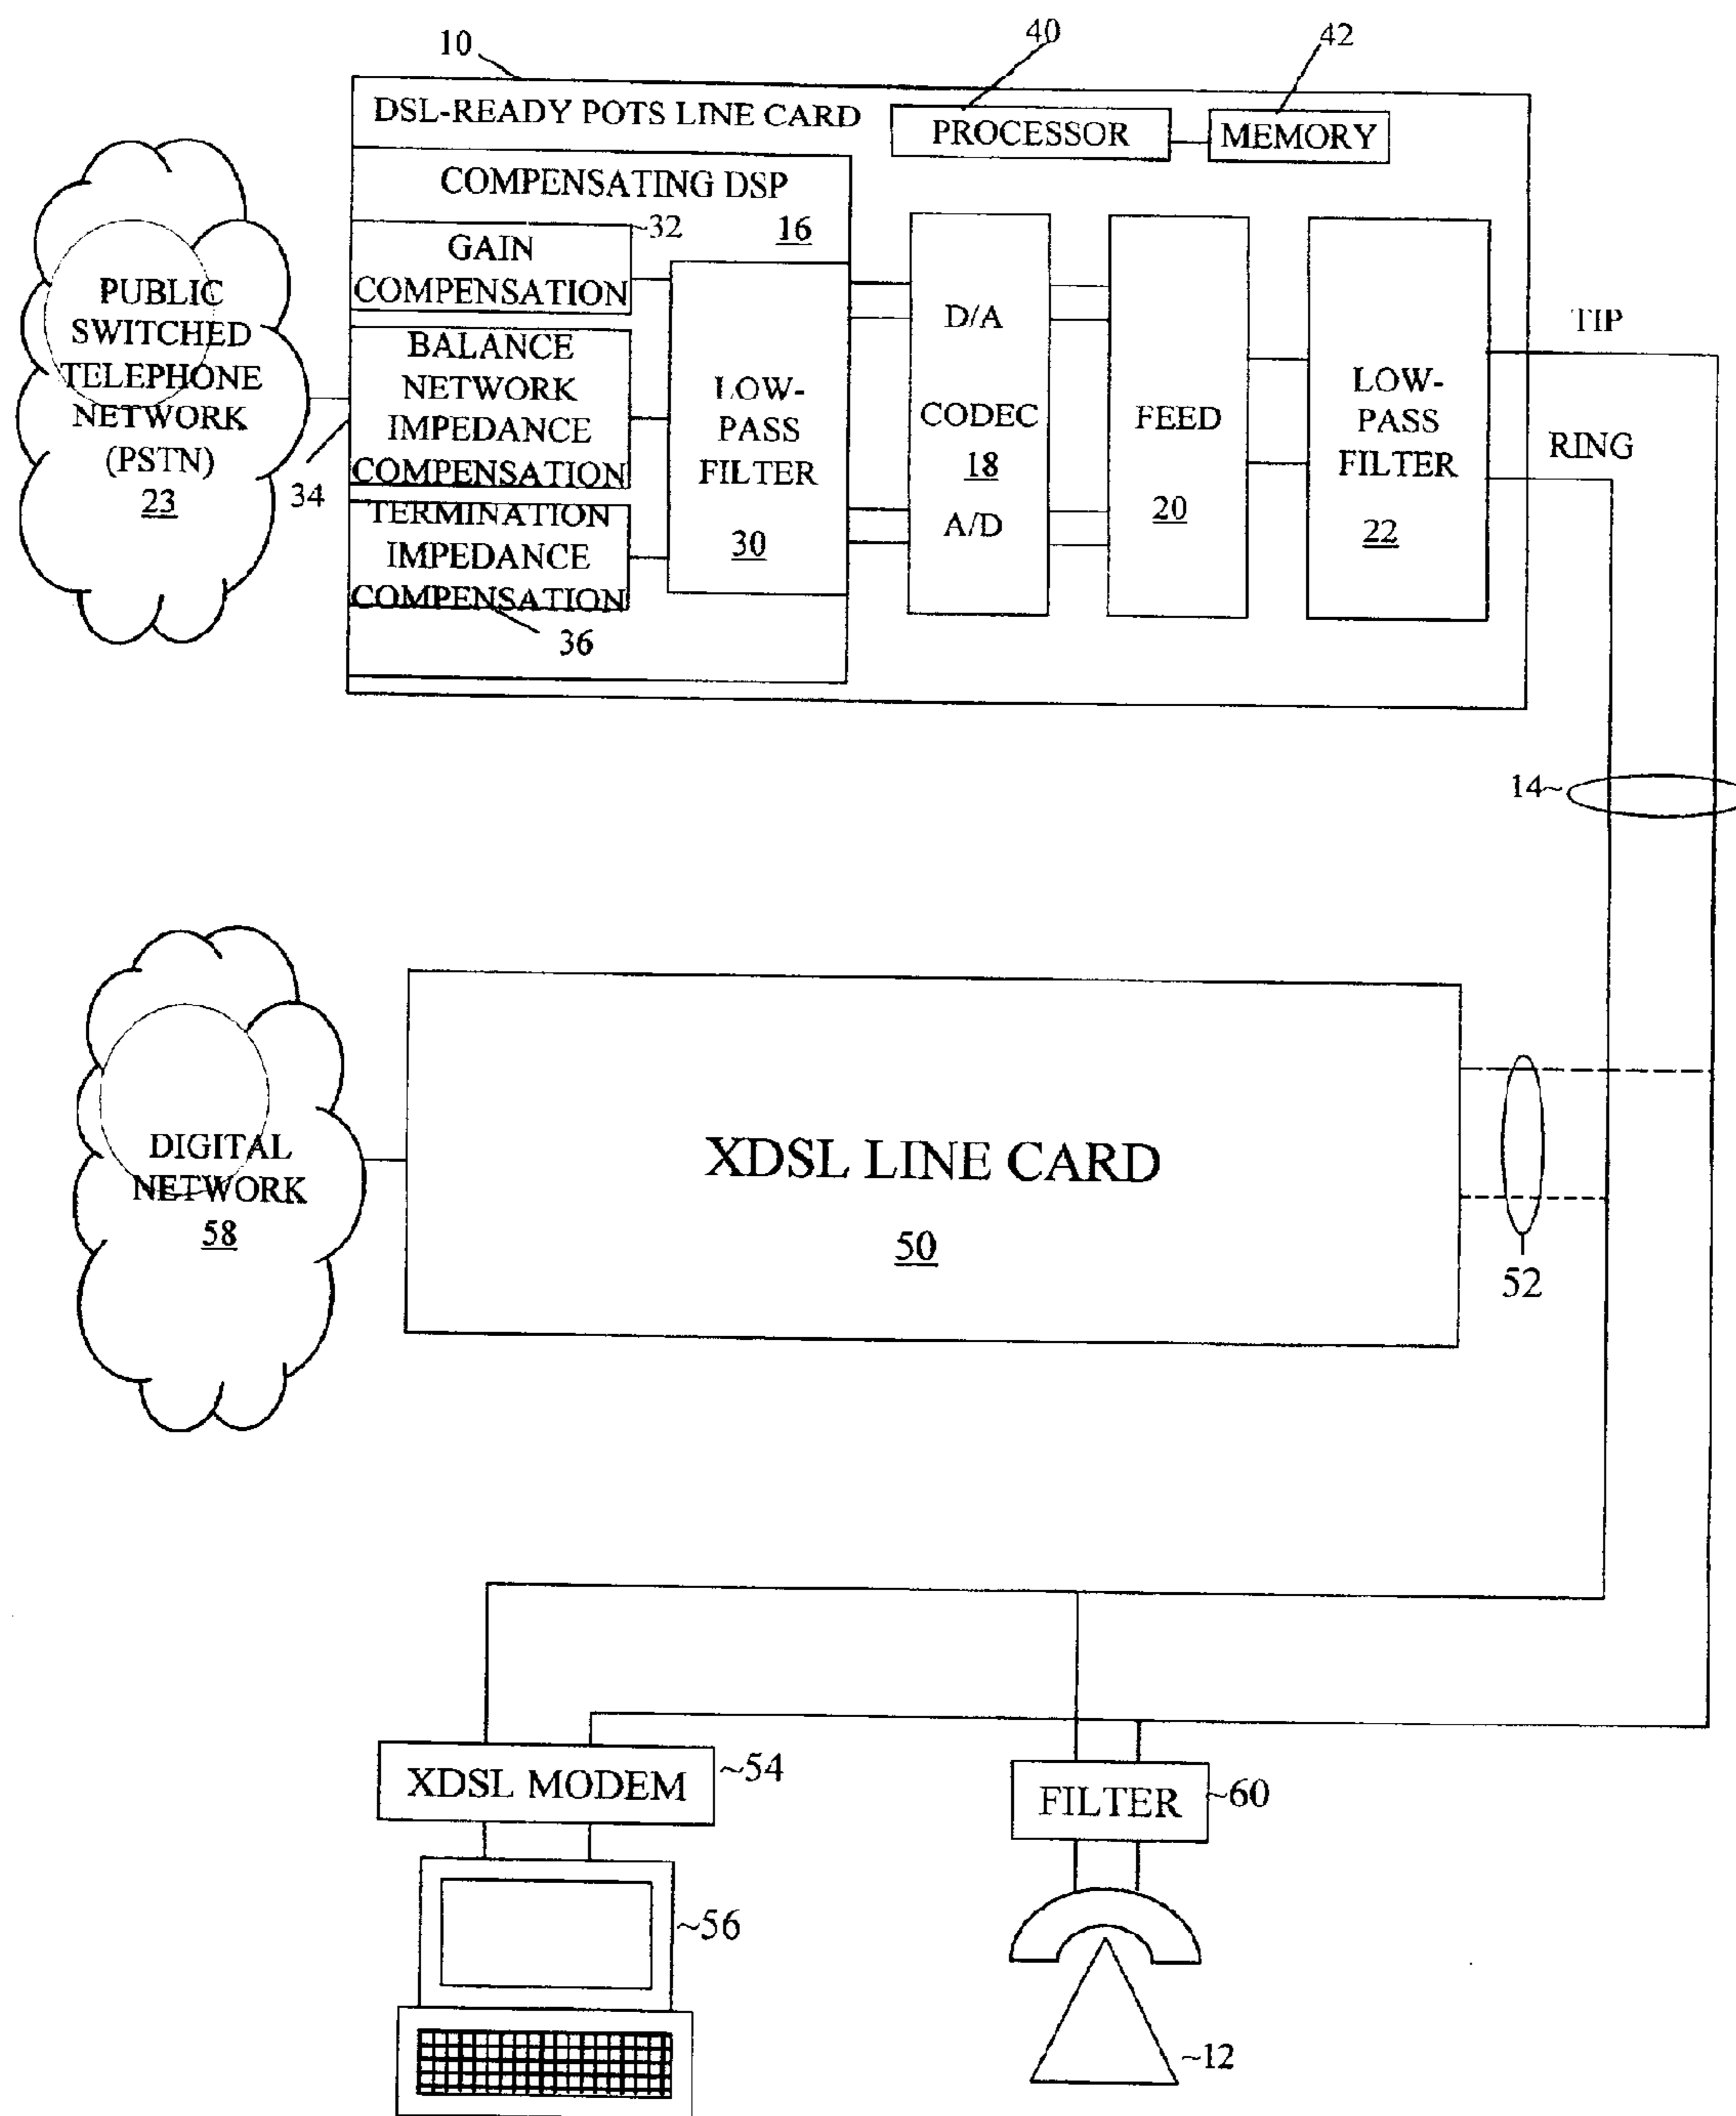 10
40
42
DSL-READY POTS LINE CARD
PROCESSOR
MEMORY
COMPENSATING DSP
16
~32
GAIN
COMPENSATION
BALANCE
NETWORK
IMPEDANCE
COMPENSATION
34
TERMINATION
IMPEDANCE
COMPENSATION
36
LOW-
PASS
FILTER
30
D/A
CODEC
18
A/D
FEED
20
LOW-
PASS
FILTER
22
TIP
RING
PUBLIC
SWITCHED
TELEPHONE
NETWORK
(PSTN)
23
14~
DIGITAL
NETWORK
58
XDSL LINE CARD
50
52
XDSL MODEM
~54
FILTER
~60
~56
~12